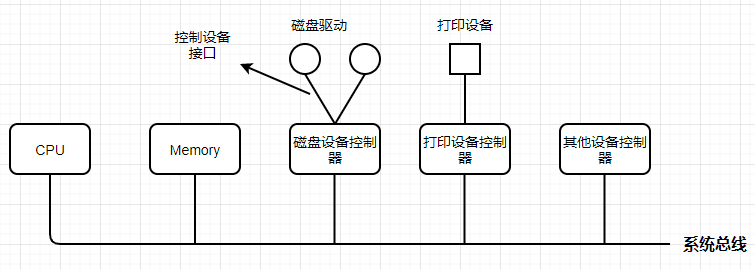 磁盘驱动
打印设备
控制设备
接口
CPU
Memory
磁盘设备控制
器
打印设备控制
器
其他设备控制
器
系统总线